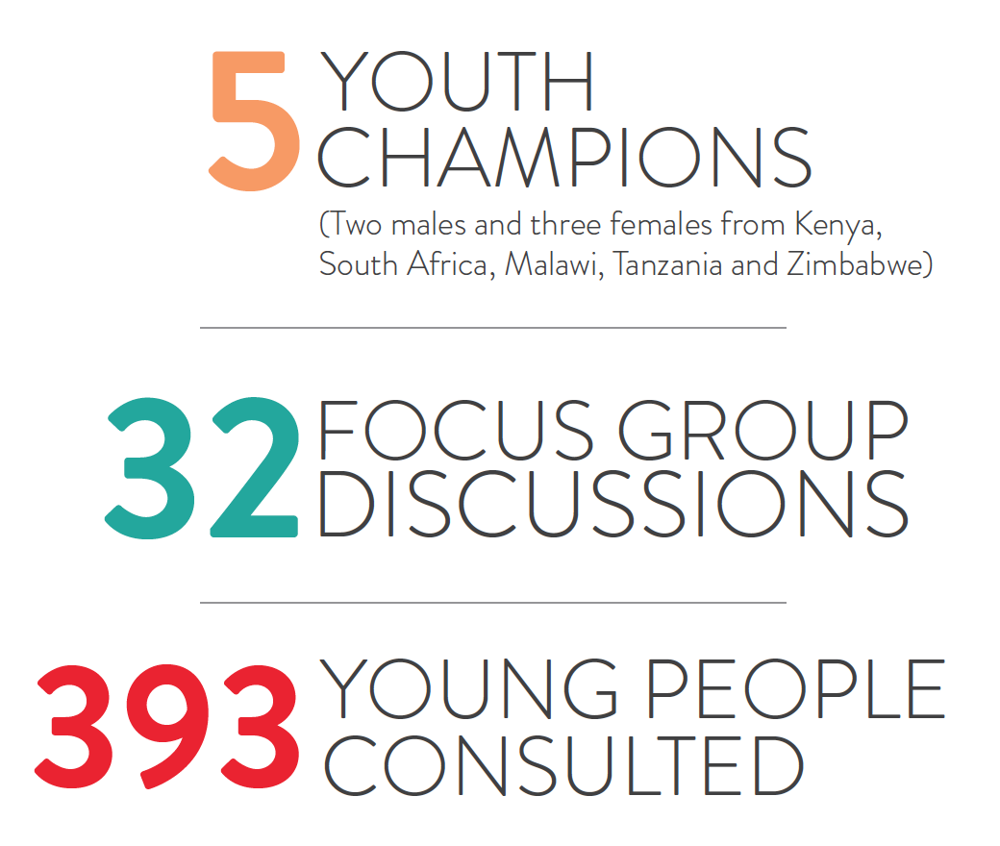 5 YOUTH
CHAMPIONS
(Two males and three females from Kenya,
South Africa, Malawi, Tanzania and Zimbabwe)
32 FOCUS GROUP
DISCUSSIONS
393 YOUNG PEOPLE
CONSULTED